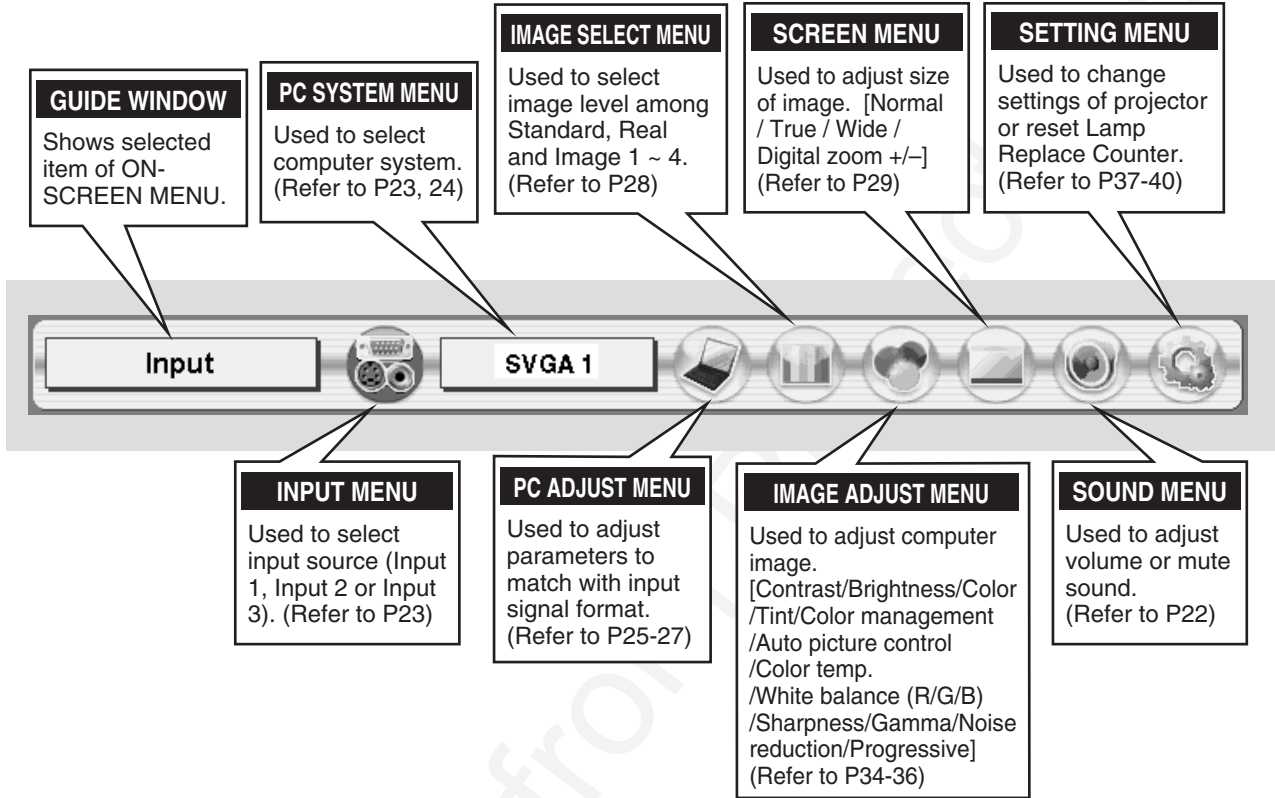 GUIDE WINDOW
Shows selected
item of ON-
SCREEN MENU.
PC SYSTEM MENU
Used to select
computer system.
(Refer to P23, 24)
IMAGE SELECT MENU
Used to select
image level among
Standard, Real
and Image 1 ~ 4.
(Refer to P28)
SCREEN MENU
Used to adjust size
of image. [Normal
/ True / Wide /
Digital zoom +/–]
(Refer to P29)
SETTING MENU
Used to change
settings of projector
or reset Lamp
Replace Counter.
(Refer to P37-40)
Input
SVGA 1
INPUT MENU
Used to select
input source (Input
1, Input 2 or Input
3). (Refer to P23)
PC ADJUST MENU
Used to adjust
parameters to
match with input
signal format.
(Refer to P25-27)
IMAGE ADJUST MENU
Used to adjust computer
image.
[Contrast/Brightness/Color
/Tint/Color management
/Auto picture control
/Color temp.
/White balance (R/G/B)
/Sharpness/Gamma/Noise
reduction/Progressive]
(Refer to P34-36)
SOUND MENU
Used to adjust
volume or mute
sound.
(Refer to P22)